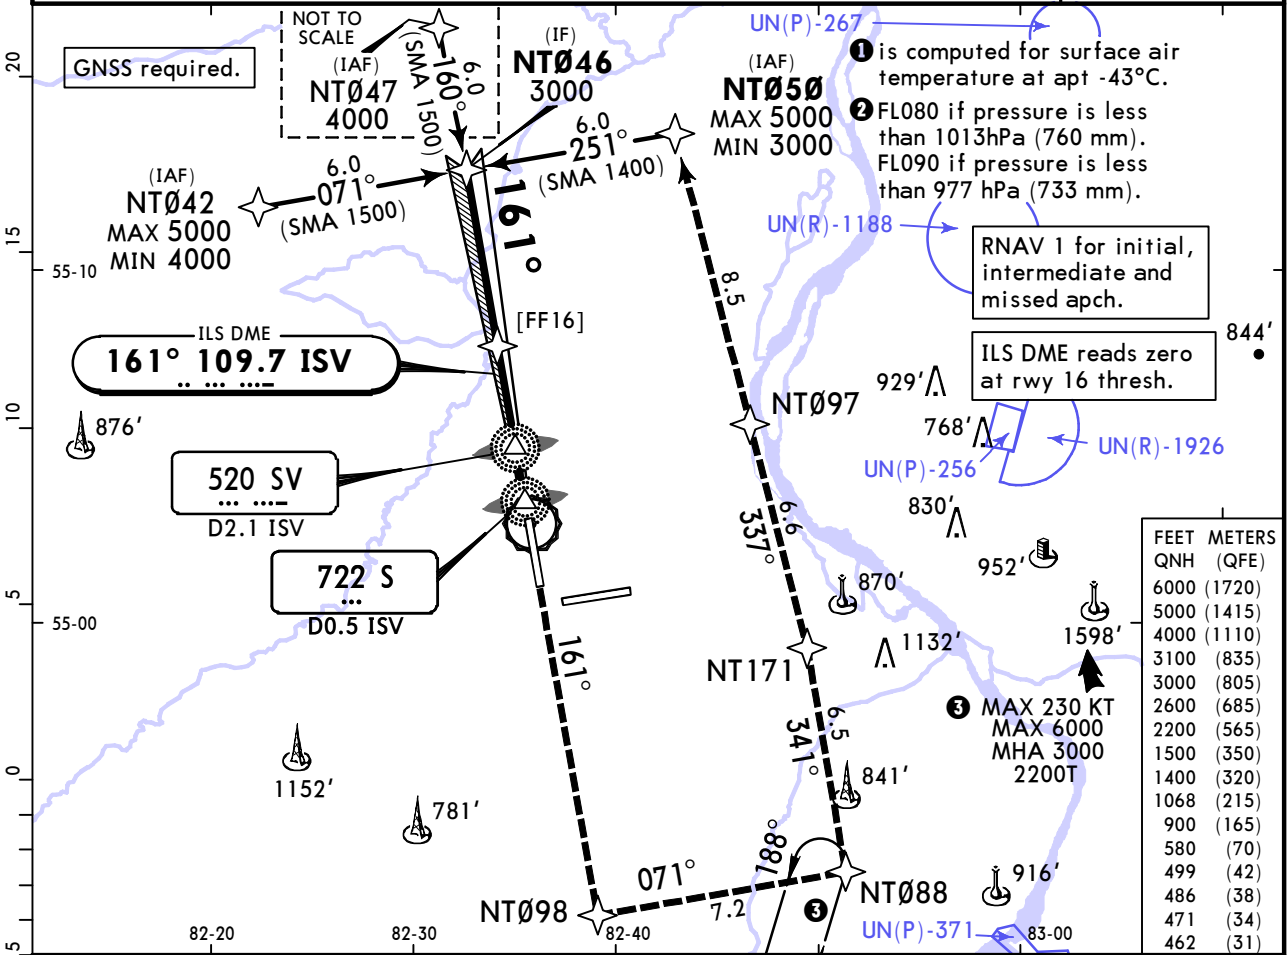 NOT TO
SCALE
(IAF)
NTØ47
4000
GNSS required.
6.0
160°
(SMA 1500)
(IF)
NTØ46
3000
(IAF)
NTØ50
MAX 5000
MIN 3000
6.0
251°
(SMA 1400)
UN(P)-267
1 is computed for surface air
temperature at apt -43°C.
2 FL080 if pressure is less
than 1013hPa (760 mm).
FL090 if pressure is less
than 977 hPa (733 mm).
(IAF)
NTØ42
MAX 5000
MIN 4000
6.0
071°
(SMA 1500)
161°
UN(R)-1188
RNAV 1 for initial,
intermediate and
missed apch.
20
15
10
5
0
5
55-10
55-00
[FF16]
8.5
ILS DME
161° 109.7 ISV
ILS DME reads zero
at rwy 16 thresh.
844'
929'
768'
UN(P)-256
UN(R)-1926
830'
952'
876'
NTØ97
520 SV
D2.1 ISV
722 S
D0.5 ISV
6.6
337°
870'
1132'
1598'
NT171
161°
3 MAX 230 KT
MAX 6000
MHA 3000
2200T
6.5
341°
841'
1152'
781'
188°
071°
7.2
NTØ98
NTØ88
3
916'
UN(P)-371
82-20
82-30
82-40
83-00
FEET METERS
QNH (QFE)
6000 (1720)
5000 (1415)
4000 (1110)
3100 (835)
3000 (805)
2600 (685)
2200 (565)
1500 (350)
1400 (320)
1068 (215)
900 (165)
580 (70)
499 (42)
486 (38)
471 (34)
462 (31)